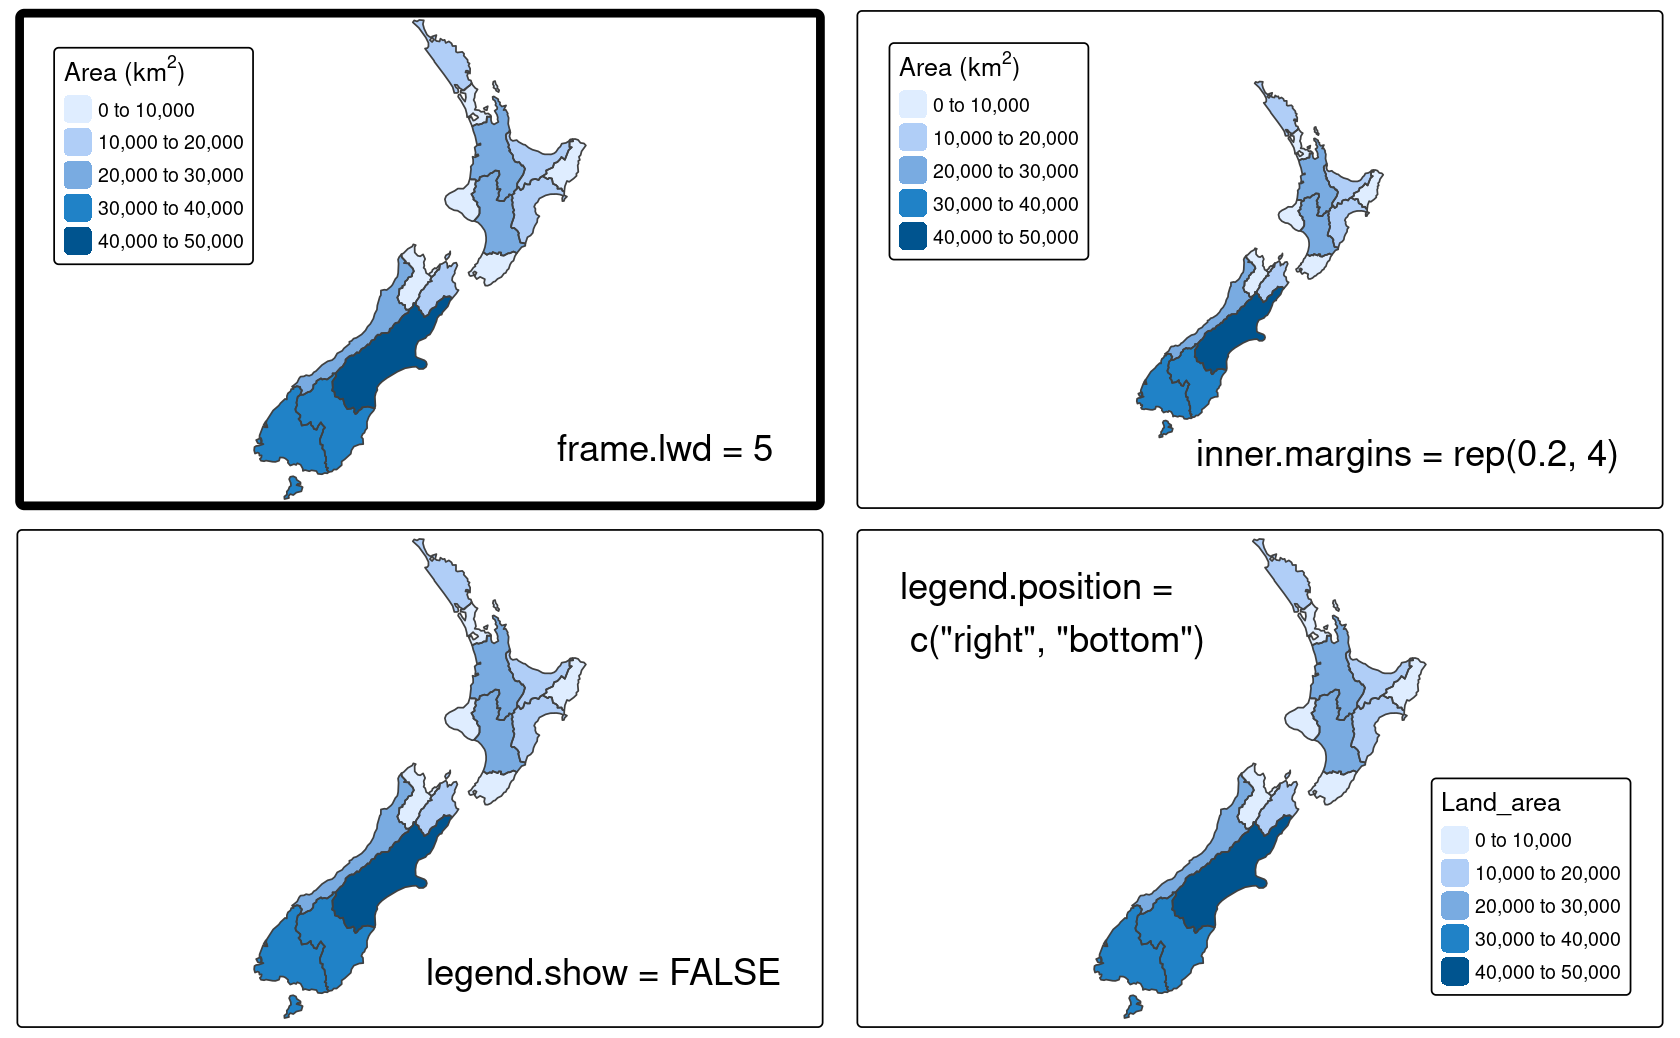 Area (km²)
0 to 10,000
10,000 to 20,000
20,000 to 30,000
30,000 to 40,000
40,000 to 50,000
frame.lwd = 5
Area (km²)
0 to 10,000
10,000 to 20,000
20,000 to 30,000
30,000 to 40,000
40,000 to 50,000
inner.margins = rep(0.2, 4)
legend.show = FALSE
legend.position =
c("right", "bottom")
Land_area
0 to 10,000
10,000 to 20,000
20,000 to 30,000
30,000 to 40,000
40,000 to 50,000